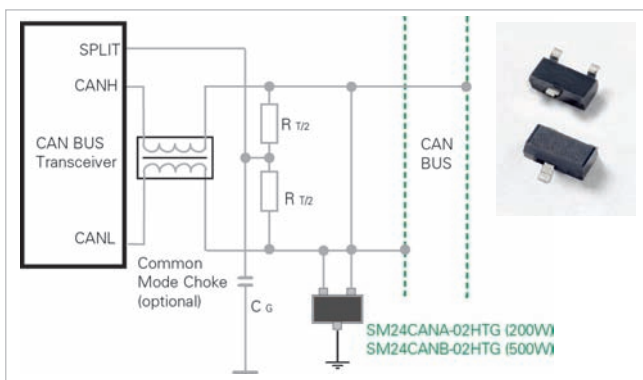 SPLIT
CANH
CAN BUS
Transceiver
CANL
Common
Mode Choke
(optional)
R T/2
R T/2
C G
CAN
BUS
SM24CANA-02HTG (200W)
SM24CANB-02HTG (500W)